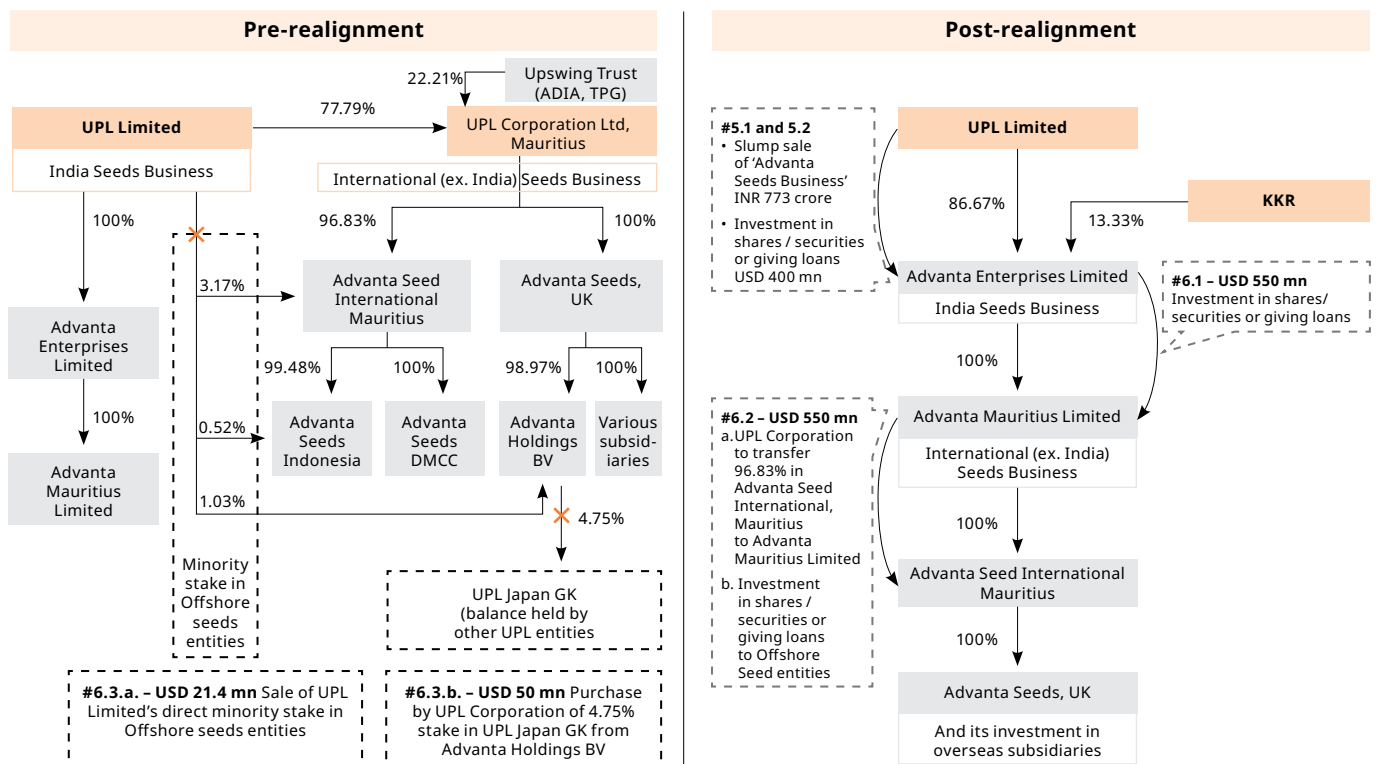 Pre-realignment
22.21%
Upswing Trust
(ADIA, TPG)
UPL Limited
India Seeds Business
77.79%
UPL Corporation Ltd,
Mauritius
International (ex. India) Seeds Business
100%
96.83%
100%
3.17%
Advanta Seed
International
Mauritius
Advanta Seeds,
UK
Advanta
Enterprises
Limited
99.48%
100%
98.97%
100%
100%
0.52%
Advanta
Seeds
Indonesia
Advanta
Seeds
DMCC
Advanta
Holdings
BV
Various
subsid-
iaries
Advanta
Mauritius
Limited
1.03%
4.75%
Minority
stake in
Offshore
seeds
entities
UPL Japan GK
(balance held by
other UPL entities
#6.3.a. – USD 21.4 mn Sale of UPL
Limited’s direct minority stake in
Offshore seeds entities
#6.3.b. – USD 50 mn Purchase
by UPL Corporation of 4.75%
stake in UPL Japan GK from
Advanta Holdings BV
Post-realignment
#5.1 and 5.2
• Slump sale
of ‘Advanta
Seeds Business’
INR 773 crore
• Investment in
shares / securities
or giving loans
USD 400 mn
UPL Limited
86.67%
KKR
13.33%
Advanta Enterprises Limited
India Seeds Business
#6.1 – USD 550 mn
Investment in shares/
securities or giving loans
100%
#6.2 – USD 550 mn
a.UPL Corporation
to transfer
96.83% in
Advanta Seed
International,
Mauritius
to Advanta
Mauritius Limited
b. Investment
in shares /
securities or
giving loans
to Offshore
Seed entities
Advanta Mauritius Limited
International (ex. India)
Seeds Business
100%
Advanta Seed International
Mauritius
100%
Advanta Seeds, UK
And its investment in
overseas subsidiaries